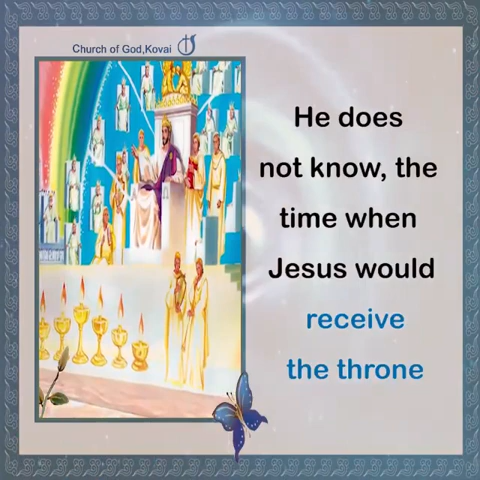 Church of God,Kovai
He does
not know, the
time when
Jesus would
receive
the throne